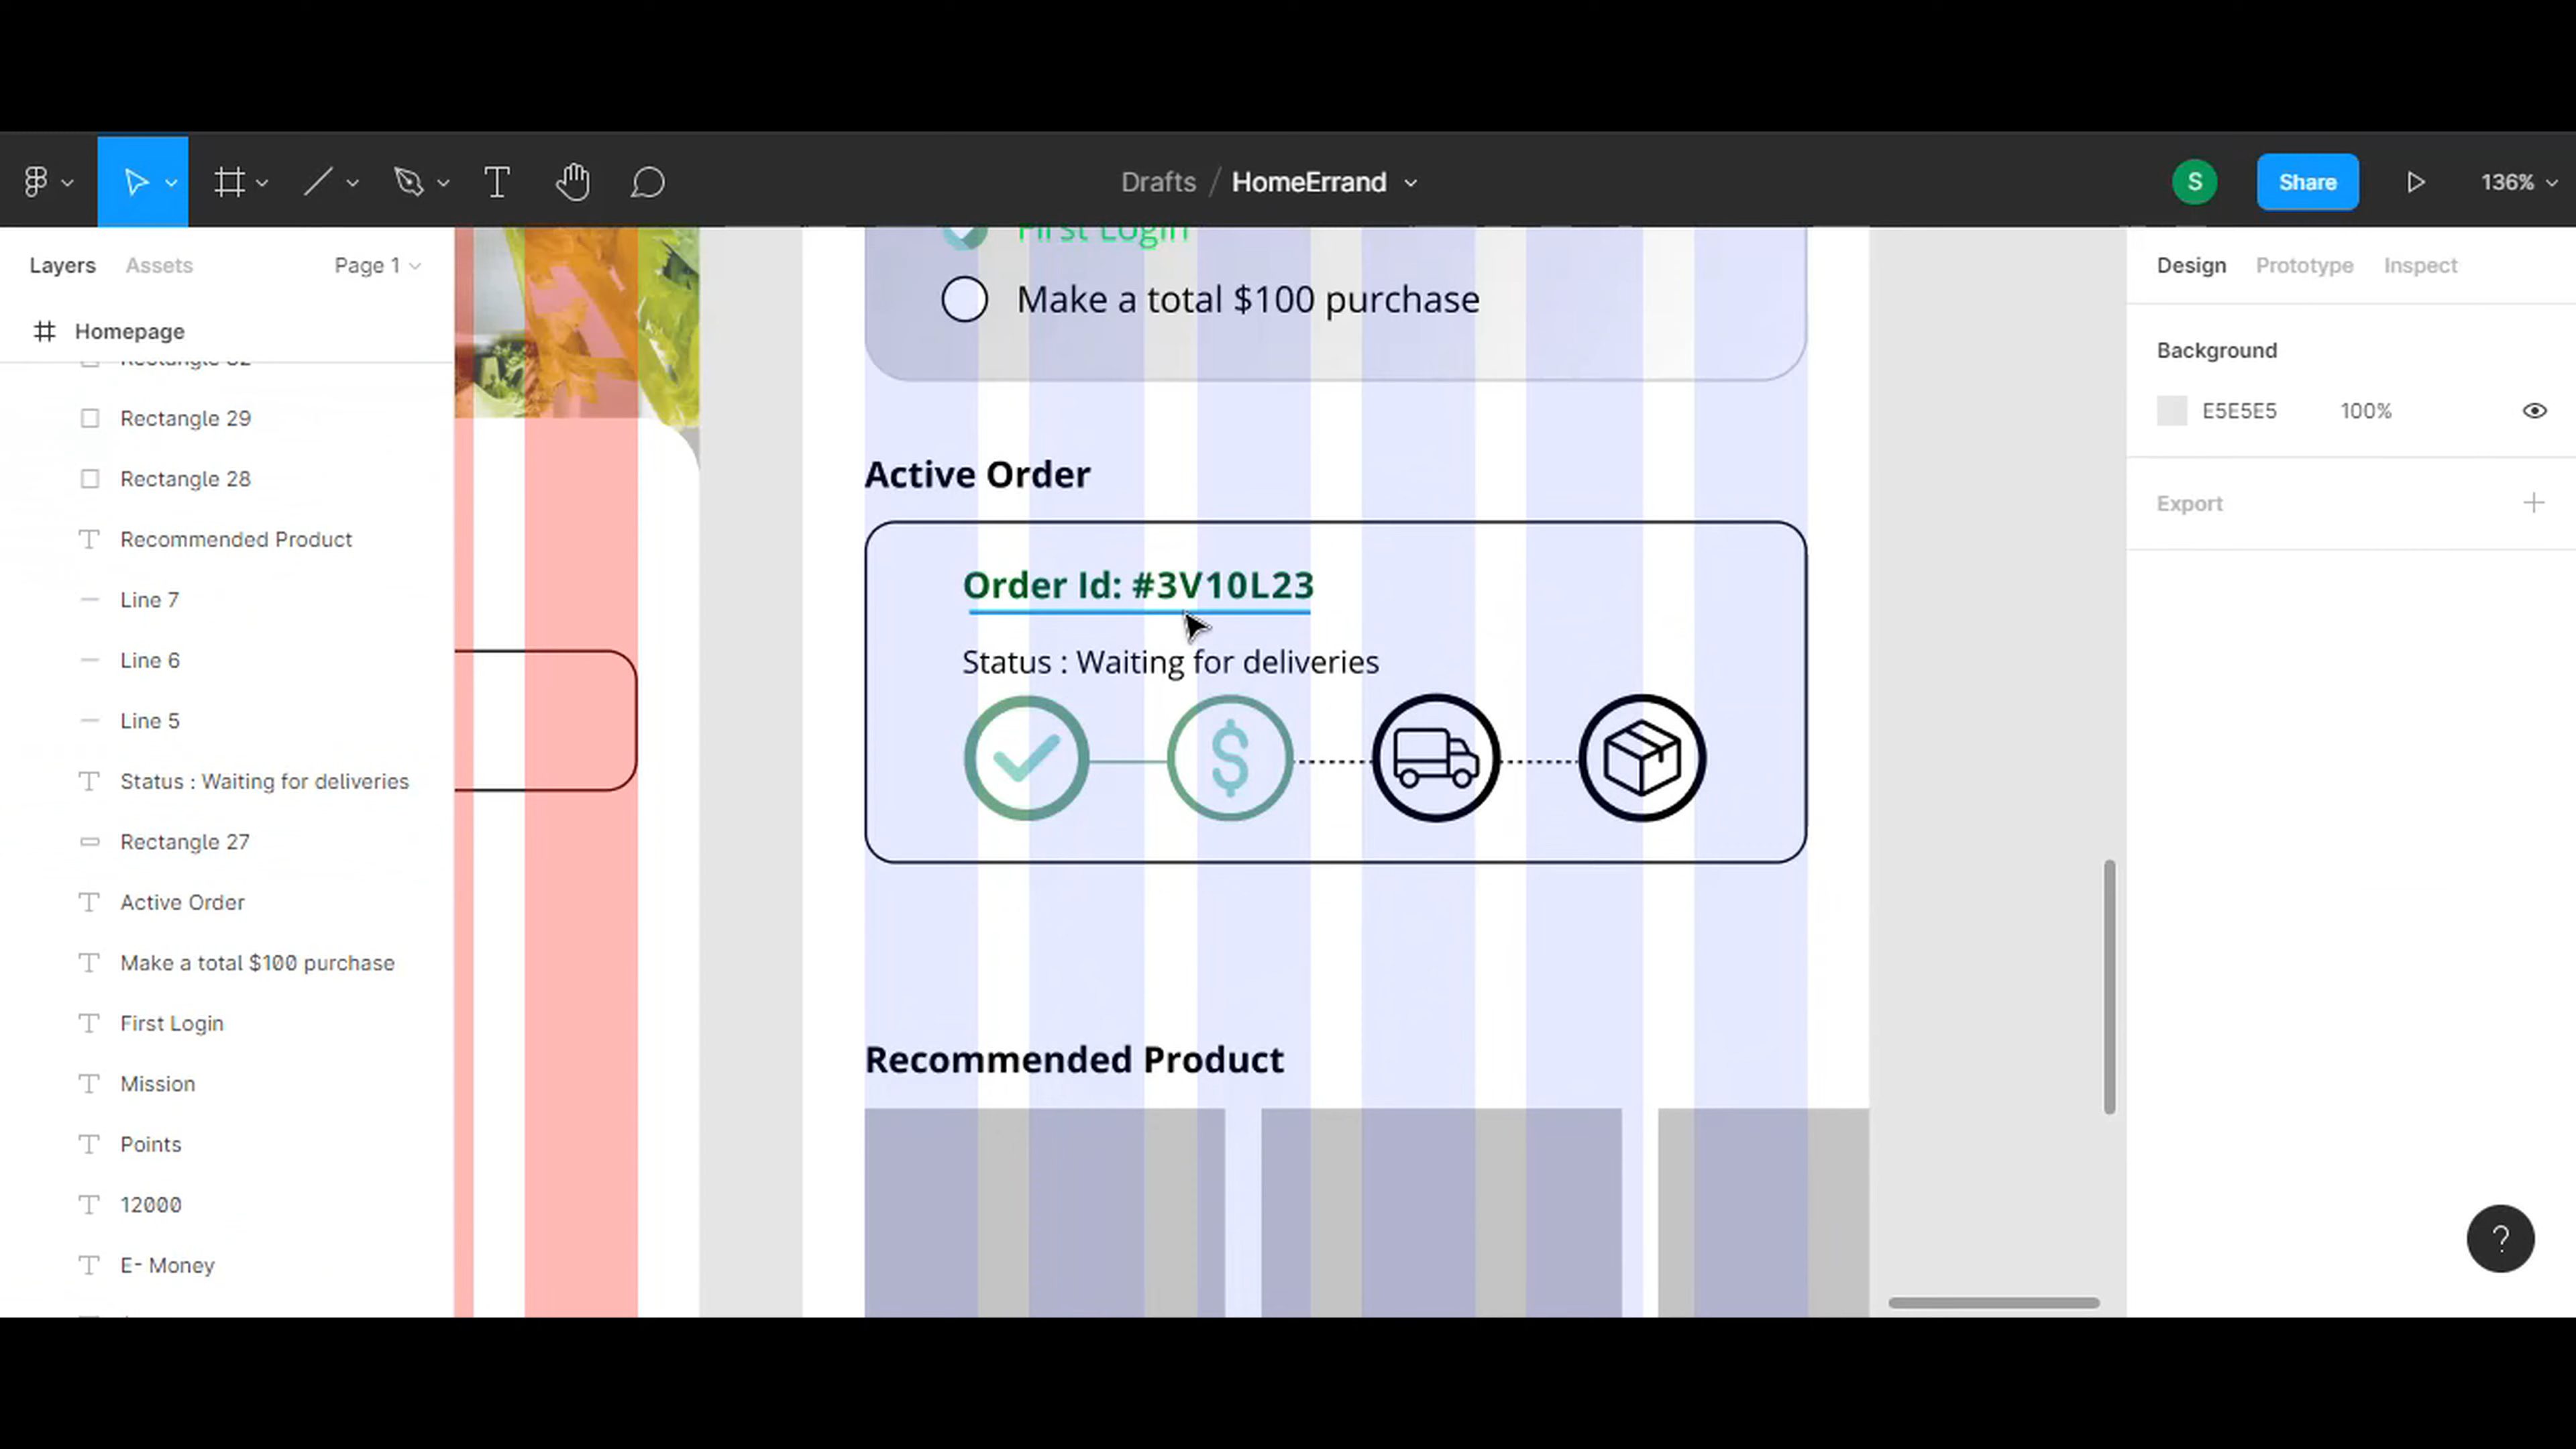 Drafts / HomeErrand
S
Share
136%
Layers
Assets
Page 1
Homepage
Rectangle 29
Rectangle 28
Recommended Product
Line 7
Line 6
Line 5
Status : Waiting for deliveries
Rectangle 27
Active Order
Make a total $100 purchase
First Login
Mission
Points
12000
E- Money
First Login
Make a total $100 purchase
Active Order
Order Id: #3V10L23
Status : Waiting for deliveries
$
Recommended Product
Design
Prototype
Inspect
Background
E5E5E5
100%
Export
?